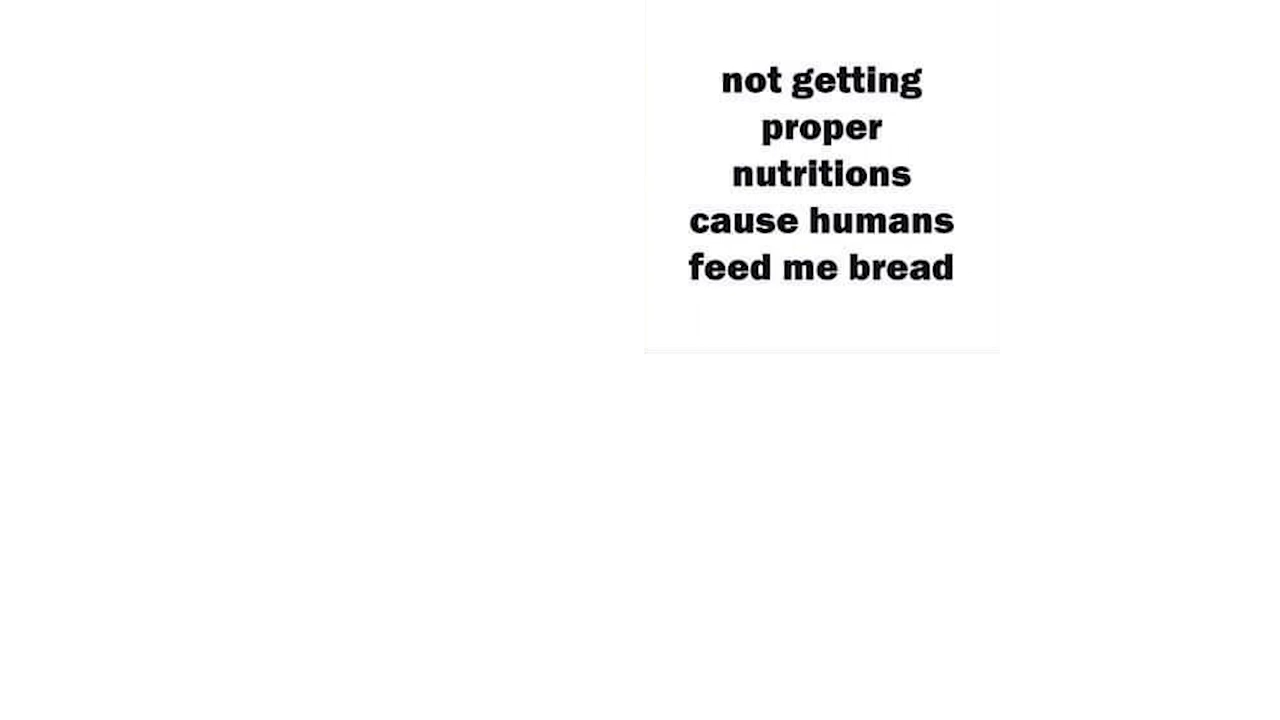 not getting
proper
nutritions
cause humans
feed me bread